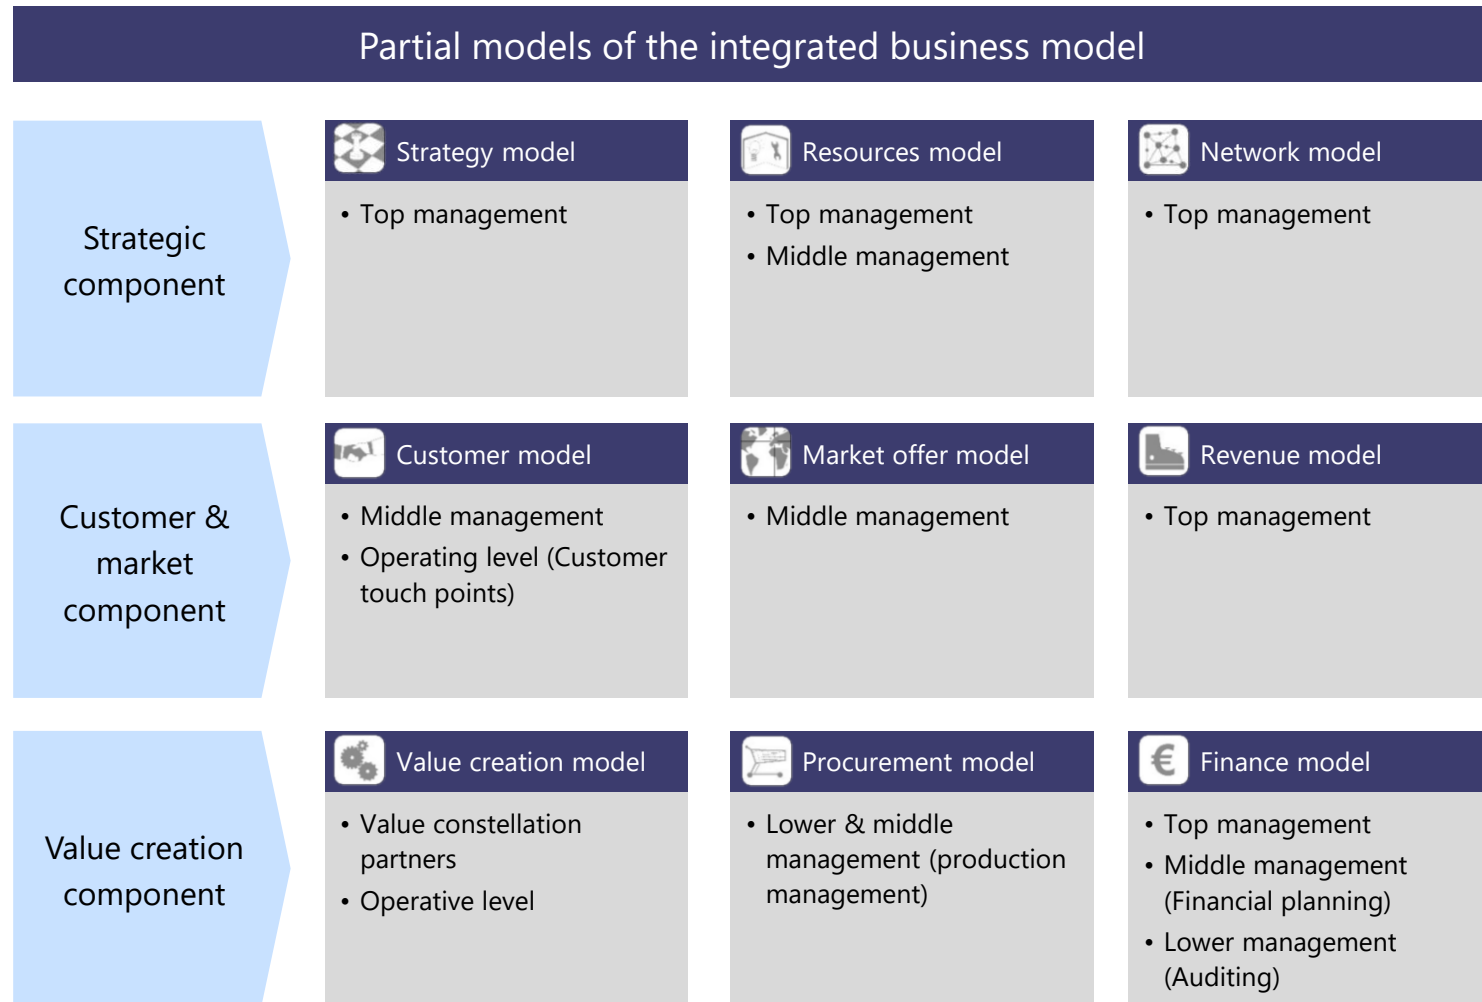 Partial models of the integrated business model
Strategic
component
Strategy model
• Top management
Resources model
• Top management
• Middle management
Network model
• Top management
Customer &
market
component
Customer model
• Middle management
• Operating level (Customer
touch points)
Market offer model
• Middle management
Revenue model
• Top management
Value creation
component
Value creation model
• Value constellation
partners
• Operative level
Procurement model
• Lower & middle
management (production
management)
€
Finance model
• Top management
• Middle management
(Financial planning)
• Lower management
(Auditing)